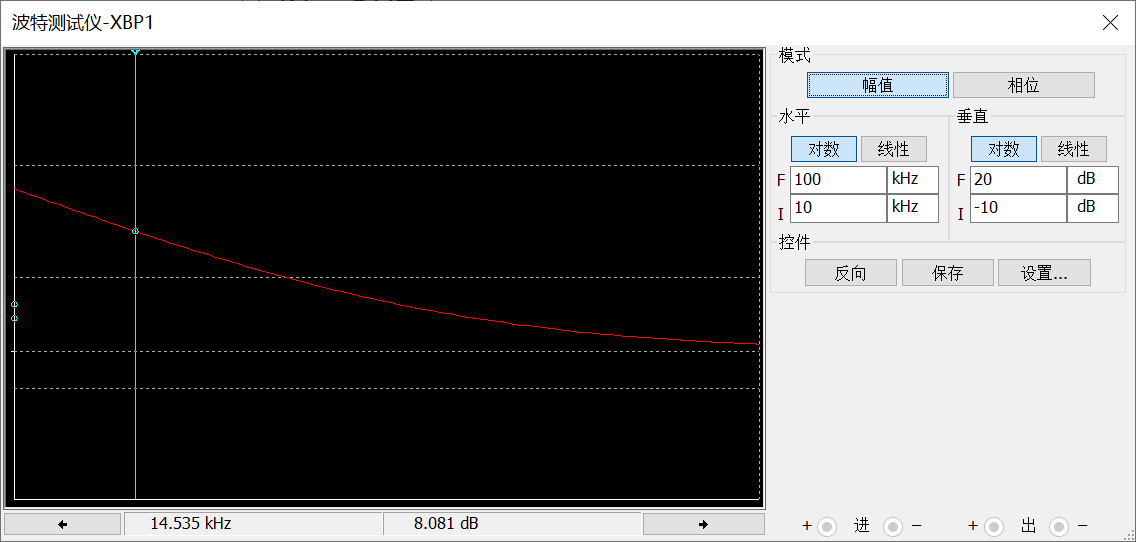 波特测试仪-XBP1
模式
幅值 相位
水平 垂直
对数 线性 对数 线性
F 100 kHz F 20 dB
I 10 kHz I -10 dB
控件
反向 保存 设置...
14.535 kHz 8.081 dB
+ 进 − + 出 −